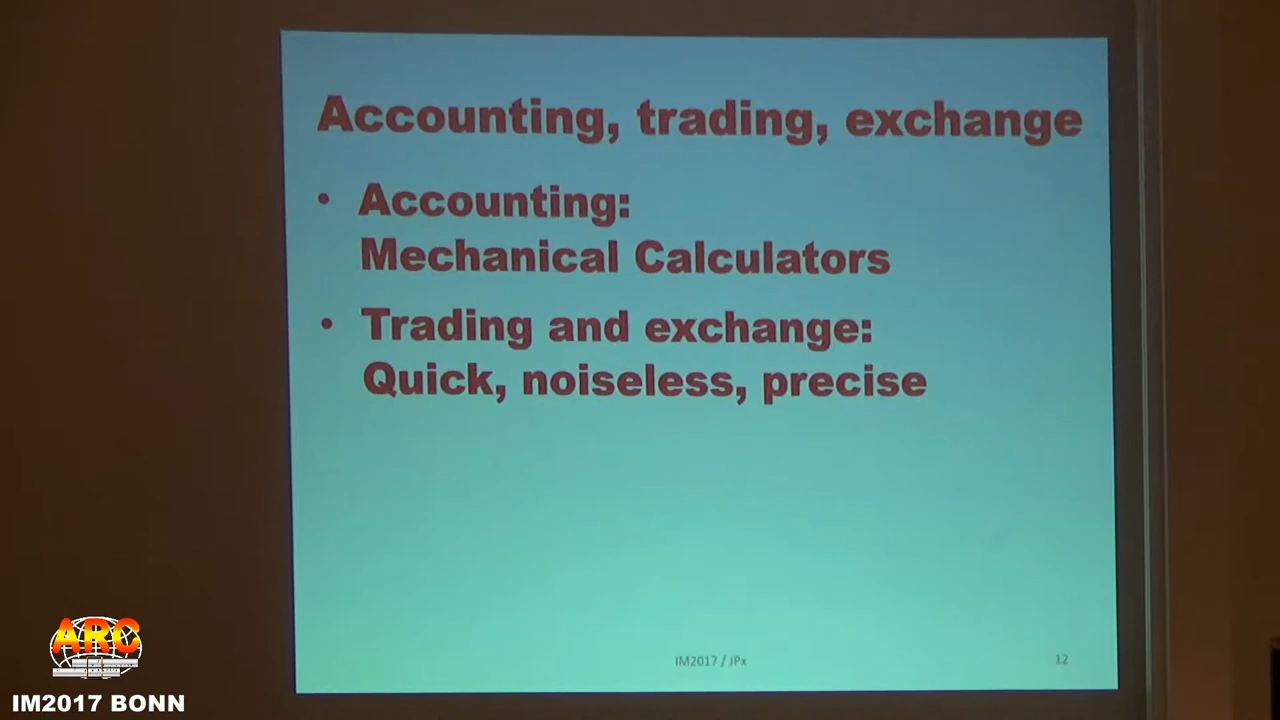 Accounting, trading, exchange
• Accounting:
Mechanical Calculators
• Trading and exchange:
Quick, noiseless, precise
IM2017 / JPx
12
ARC
IM2017 BONN